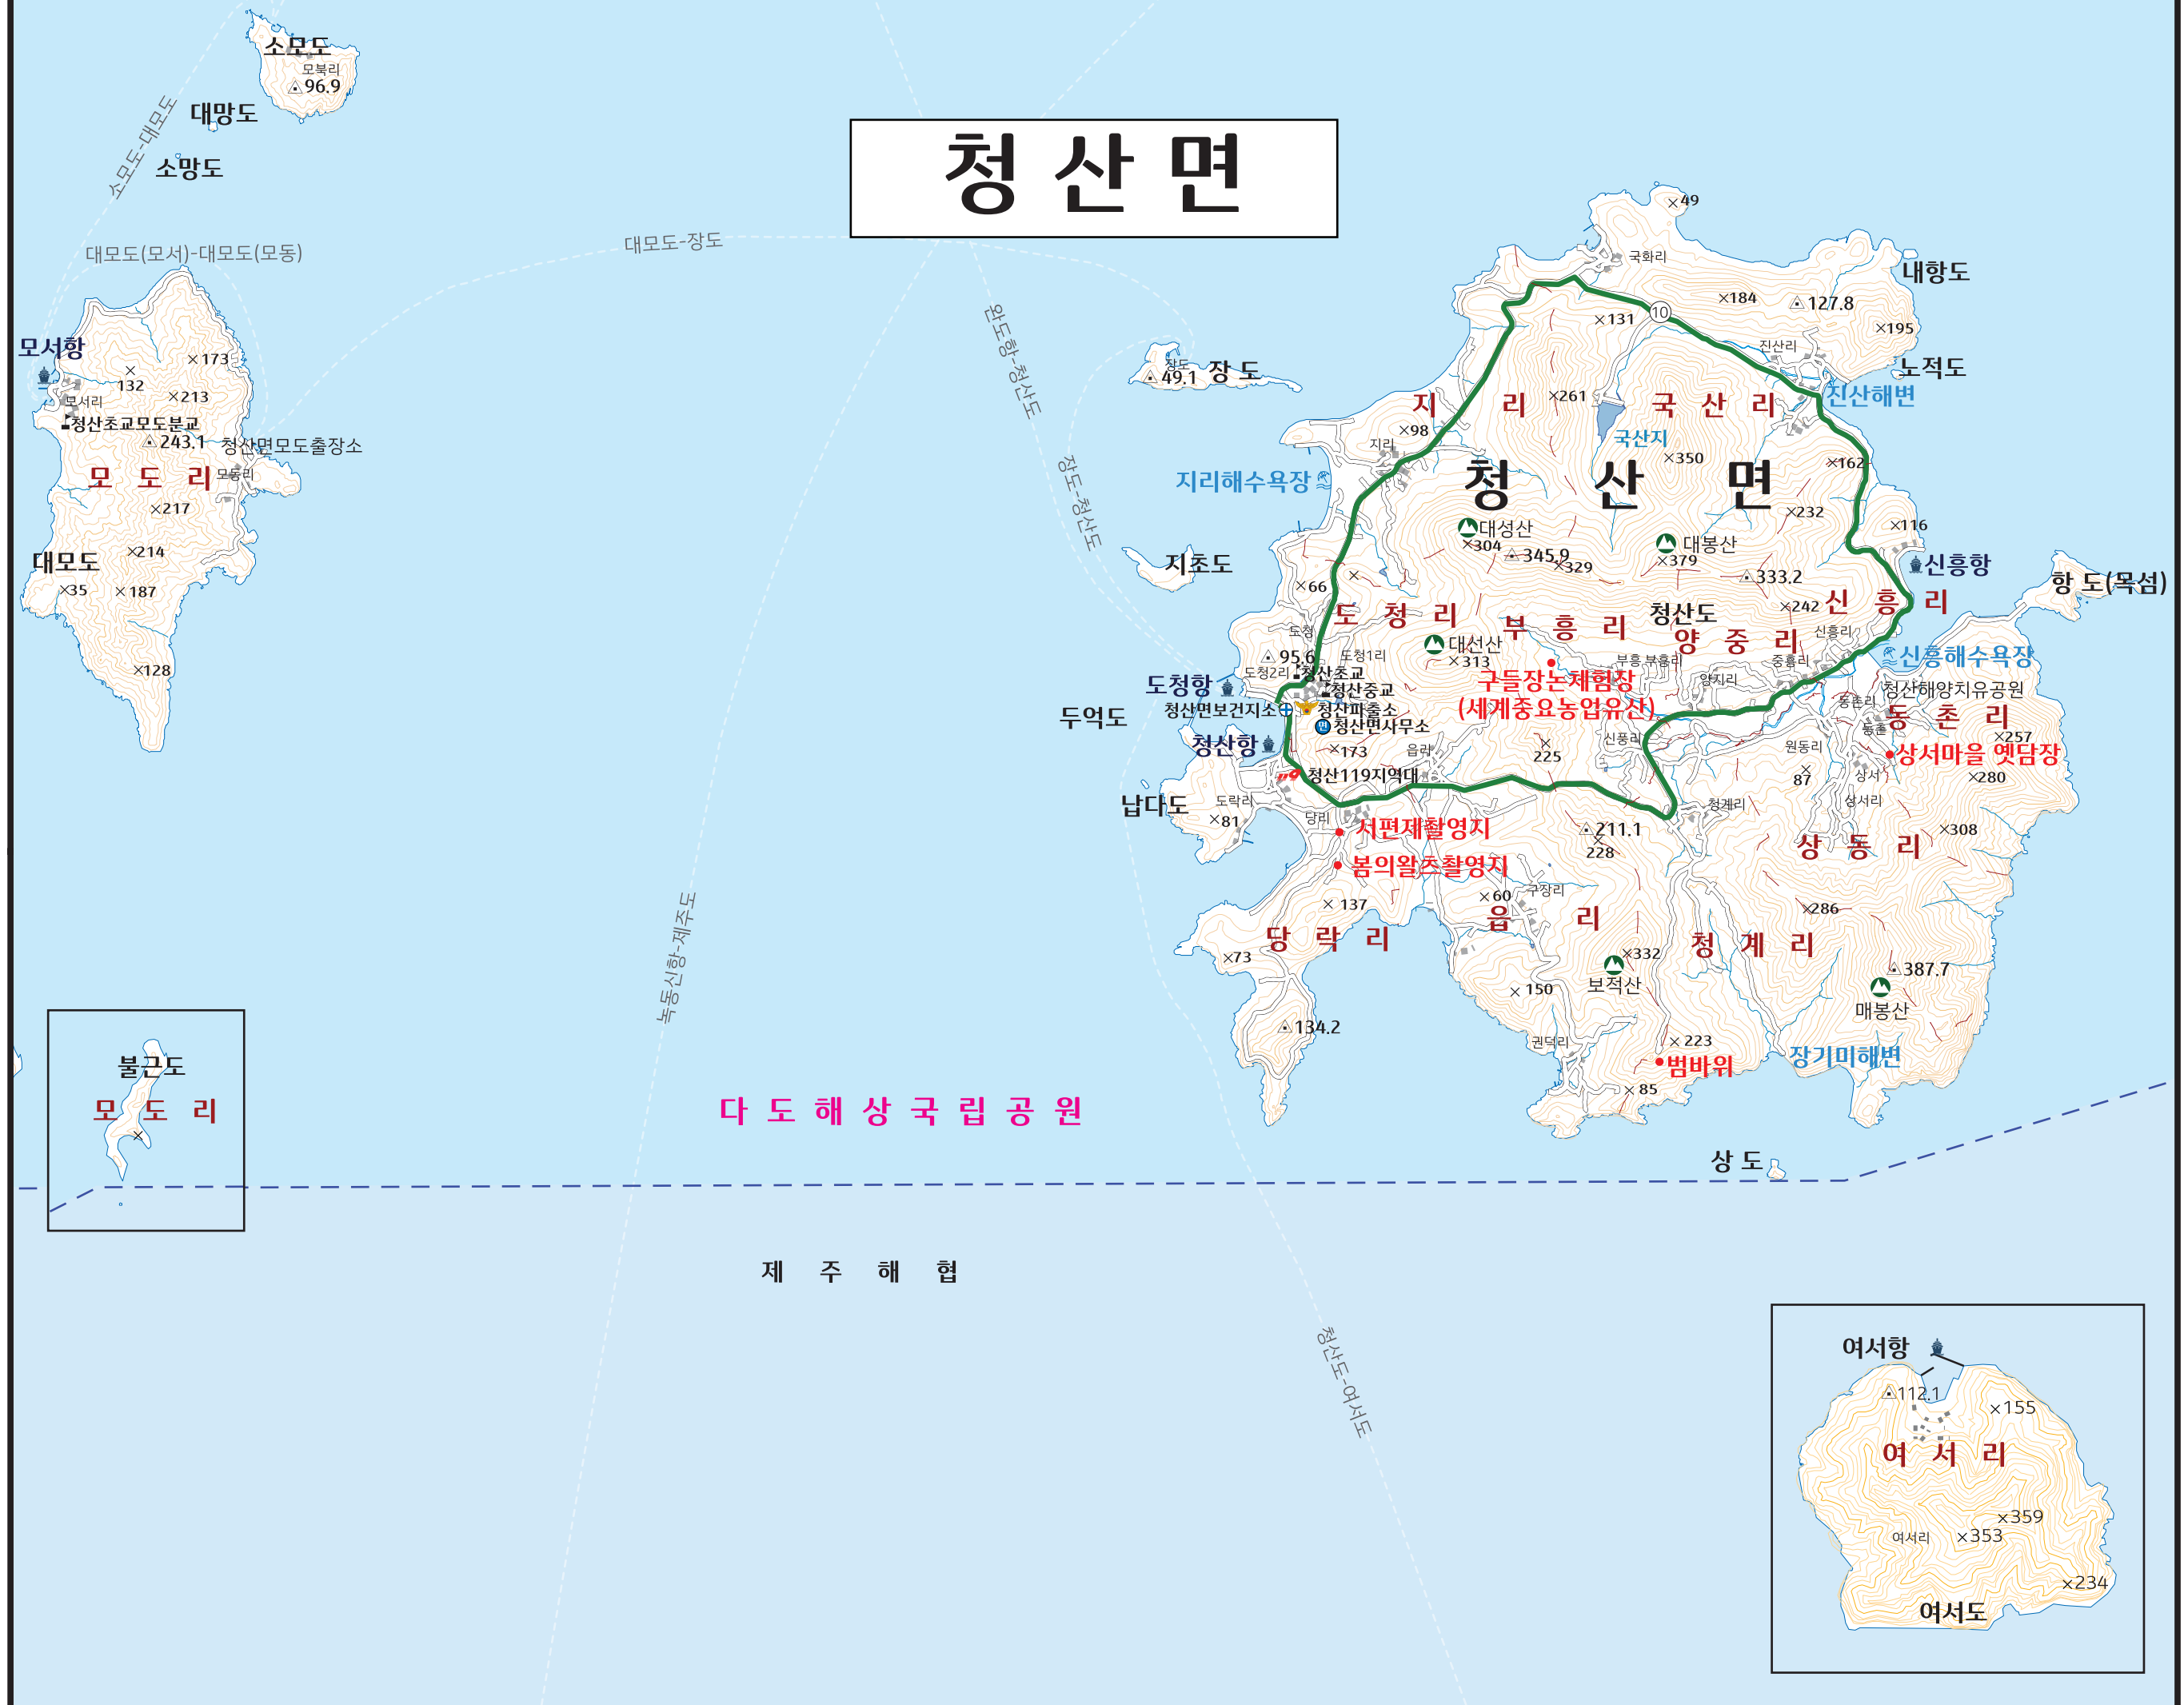 청산면
소모도
모북리
96.9
대망도
소망도
소모도-대모도
대모도(모서)-대모도(모동)
대모도-장도
완도항-청산도
장도-청산도
녹동신항-제주도
청산도-여서도
모서항
173
132
213
모서리
청산초교모도분교
243.1
청산면모도출장소
모도리
모동리
217
214
대모도
35
187
128
장도
49.1
장 도
지초도
49
국화리
내항도
184
127.8
195
131
10
진산리
노적도
진산해변
지 리
261
국 산 리
98
지리
국산지
350
162
지리해수욕장
청 산 면
232
116
대성산
304
345.9
329
대봉산
379
333.2
신흥항
항 도(목섬)
66
도 청 리
부 흥 리
청산도
242
신 흥 리
양 중 리
신흥리
도청
대선산
313
95.6
도청1리
도청2리
청산초교
부흥
부흥리
중흥리
신흥해수욕장
구들장논체험장
(세계중요농업유산)
양지리
청산해양치유공원
도청항
청산중교
청산면보건지소
청산파출소
청산면사무소
두억도
동촌리
동 촌 리
동촌
257
청산항
173
읍리
225
신풍리
원동리
상서마을 옛담장
청산119지역대
87
상서
280
납다도
도락리
81
당리
청계리
상서리
서편제촬영지
211.1
228
308
상 동 리
봄의왈츠촬영지
137
60
구장리
읍 리
286
당 락 리
73
332
청 계 리
보적산
150
387.7
매봉산
134.2
권덕리
223
범바위
장기미해변
85
불근도
모 도 리
다 도 해 상 국 립 공 원
상 도
제 주 해 협
여서항
112.1
155
여 서 리
359
353
여서리
234
여서도